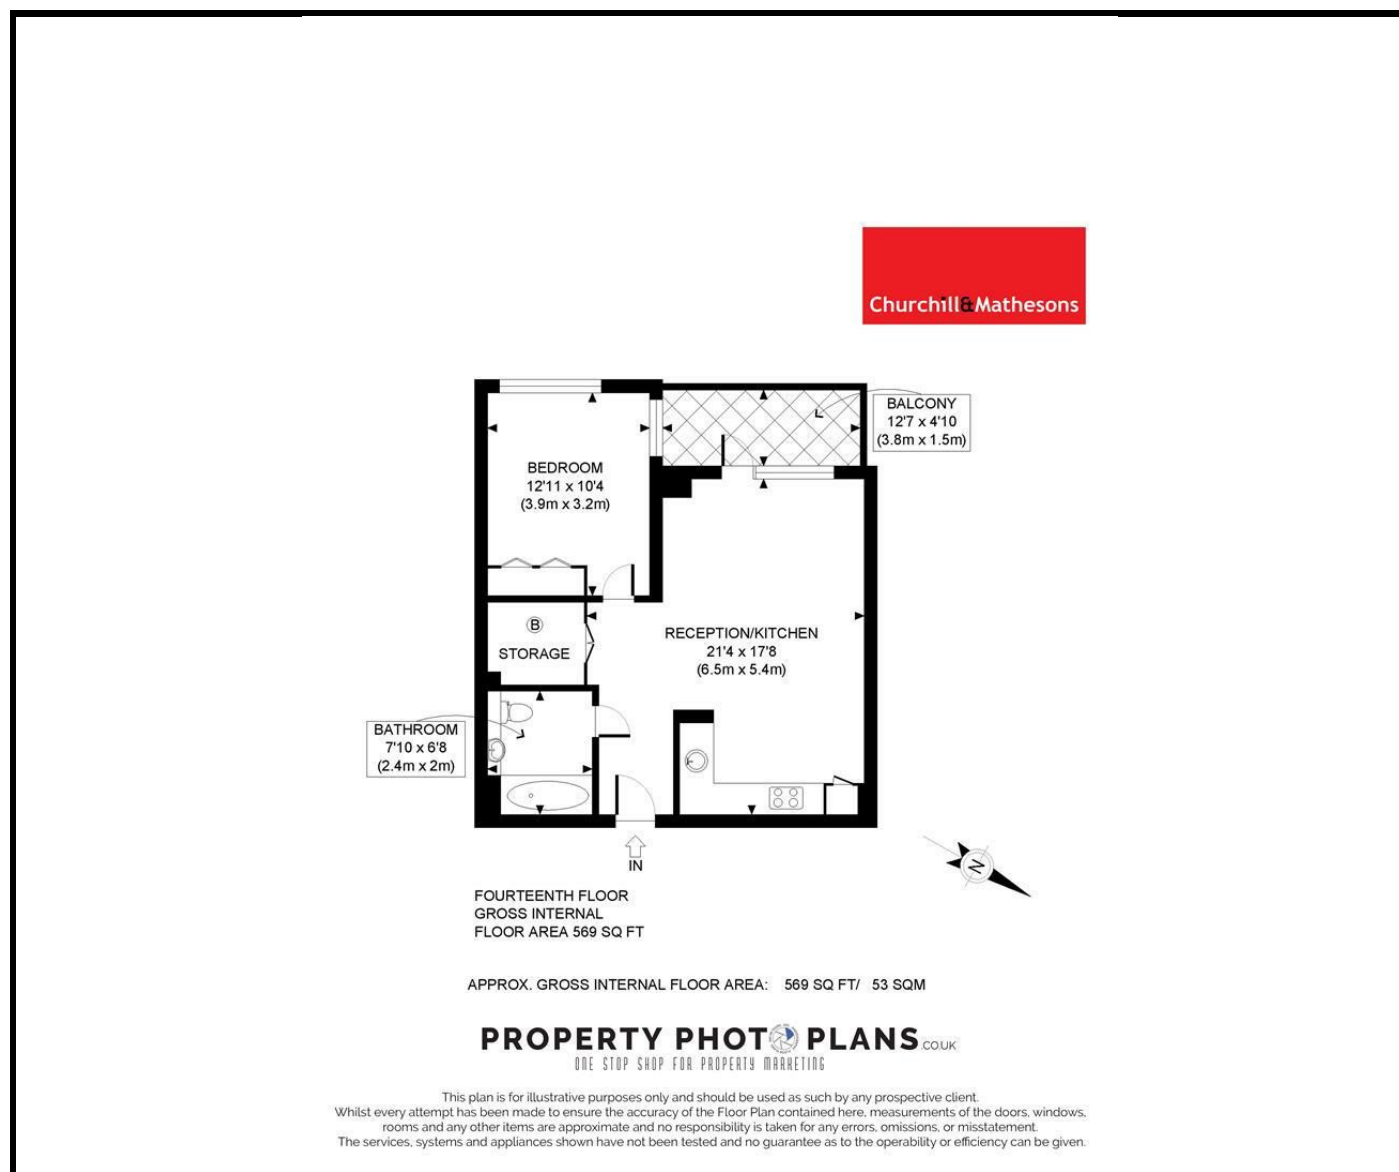 Churchill&Mathesons
BALCONY
12'7 x 4'10
(3.8m x 1.5m)
BEDROOM
12'11 x 10'4
(3.9m x 3.2m)
B
STORAGE
RECEPTION/KITCHEN
21'4 x 17'8
(6.5m x 5.4m)
BATHROOM
7'10 x 6'8
(2.4m x 2m)
IN
N
FOURTEENTH FLOOR
GROSS INTERNAL
FLOOR AREA 569 SQ FT
APPROX. GROSS INTERNAL FLOOR AREA: 569 SQ FT/ 53 SQM
PROPERTY PHOTO PLANS.CO.UK
ONE STOP SHOP FOR PROPERTY MARKETING
This plan is for illustrative purposes only and should be used as such by any prospective client.
Whilst every attempt has been made to ensure the accuracy of the Floor Plan contained here, measurements of the doors, windows,
rooms and any other items are approximate and no responsibility is taken for any errors, omissions, or misstatement.
The services, systems and appliances shown have not been tested and no guarantee as to the operability or efficiency can be given.